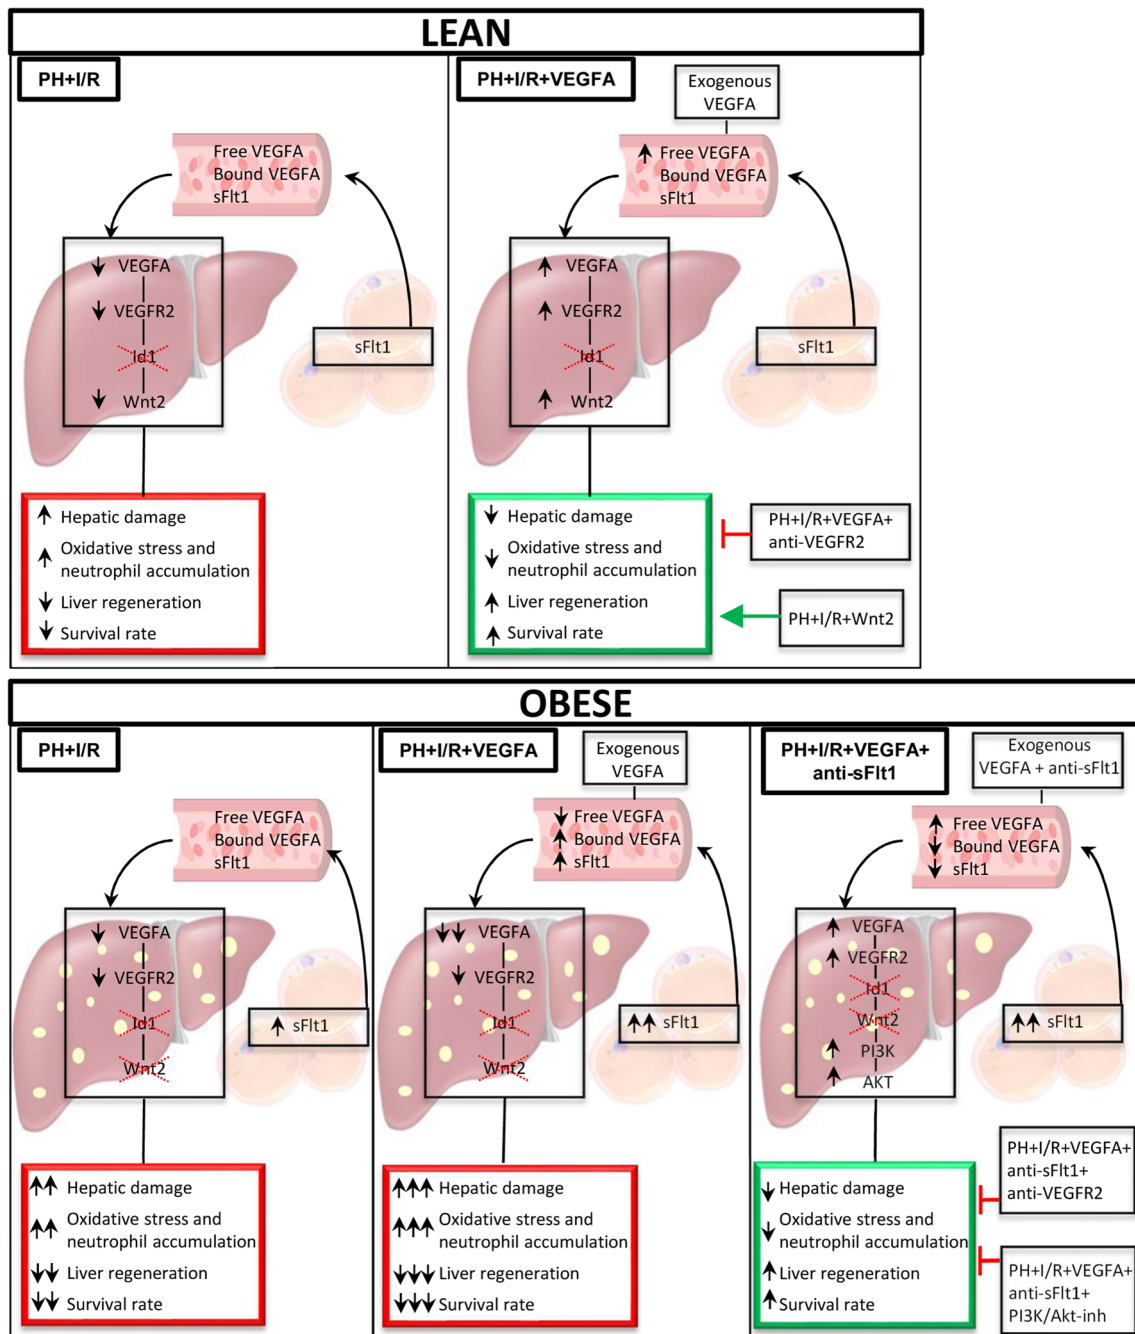 LEAN
PH+I/R
Free VEGFA
Bound VEGFA
sFlt1
↓ VEGFA
↓ VEGFR2
Id1
↓ Wnt2
sFlt1
↑ Hepatic damage
↑ Oxidative stress and
neutrophil accumulation
↓ Liver regeneration
↓ Survival rate
PH+I/R+VEGFA
Exogenous
VEGFA
↑ Free VEGFA
Bound VEGFA
sFlt1
↑ VEGFA
↑ VEGFR2
Id1
↑ Wnt2
sFlt1
↓ Hepatic damage
↓ Oxidative stress and
neutrophil accumulation
↑ Liver regeneration
↑ Survival rate
PH+I/R+VEGFA+
anti-VEGFR2
PH+I/R+Wnt2
OBESE
PH+I/R
Free VEGFA
Bound VEGFA
sFlt1
↓ VEGFA
↓ VEGFR2
Id1
Wnt2
↑ sFlt1
↑↑ Hepatic damage
↑↑ Oxidative stress and
neutrophil accumulation
↓↓ Liver regeneration
↓↓ Survival rate
PH+I/R+VEGFA
Exogenous
VEGFA
↓ Free VEGFA
↑ Bound VEGFA
↑ sFlt1
↓↓ VEGFA
↓ VEGFR2
Id1
Wnt2
↑↑ sFlt1
↑↑↑ Hepatic damage
↑↑↑ Oxidative stress and
neutrophil accumulation
↓↓↓ Liver regeneration
↓↓↓ Survival rate
PH+I/R+VEGFA+
anti-sFlt1
Exogenous
VEGFA + anti-sFlt1
↑ Free VEGFA
↓ Bound VEGFA
↓ sFlt1
↑ VEGFA
↑ VEGFR2
Id1
Wnt2
↑ PI3K
↑ AKT
↑↑ sFlt1
↓ Hepatic damage
↓ Oxidative stress and
neutrophil accumulation
↑ Liver regeneration
↑ Survival rate
PH+I/R+VEGFA+
anti-sFlt1+
anti-VEGFR2
PH+I/R+VEGFA+
anti-sFlt1+
PI3K/Akt-inh